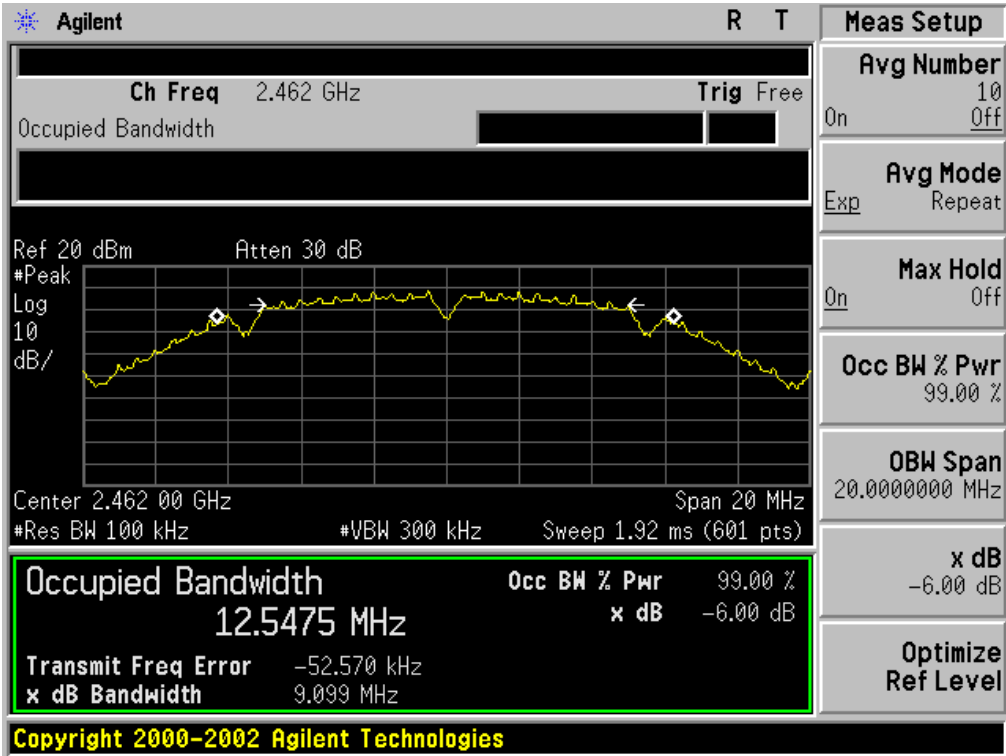 Agilent R T
Ch Freq 2.462 GHz Trig Free
Occupied Bandwidth
Ref 20 dBm Atten 30 dB
#Peak
Log
10
dB/
Center 2.462 00 GHz Span 20 MHz
#Res BW 100 kHz #VBW 300 kHz Sweep 1.92 ms (601 pts)
Occupied Bandwidth Occ BW % Pwr 99.00 %
12.5475 MHz x dB -6.00 dB
Transmit Freq Error -52.570 kHz
x dB Bandwidth 9.099 MHz
Copyright 2000-2002 Agilent Technologies
Meas Setup
Avg Number
10
On Off
Avg Mode
Exp Repeat
Max Hold
On Off
Occ BW % Pwr
99.00 %
OBW Span
20.0000000 MHz
x dB
-6.00 dB
Optimize
Ref Level